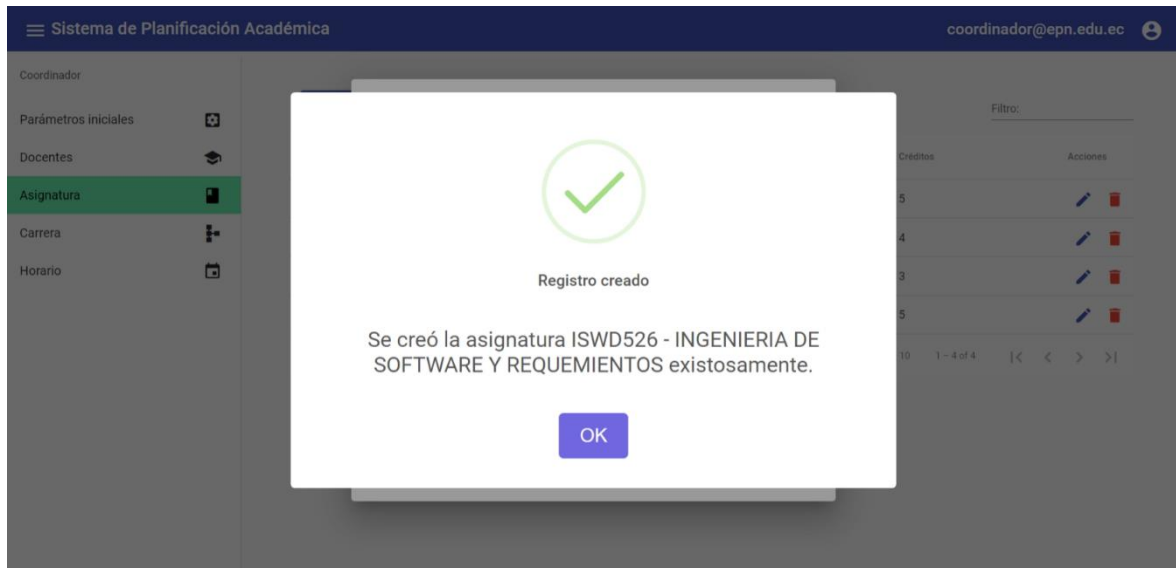 Sistema de Planificación Académica
coordinador@epn.edu.ec
Coordinador
Parámetros iniciales
Docentes
Asignatura
Carrera
Horario
Filtro:
Créditos
Acciones
5
4
3
5
10
1 – 4 of 4
Registro creado
Se creó la asignatura ISWD526 - INGENIERIA DE
SOFTWARE Y REQUEMIENTOS existosamente.
OK